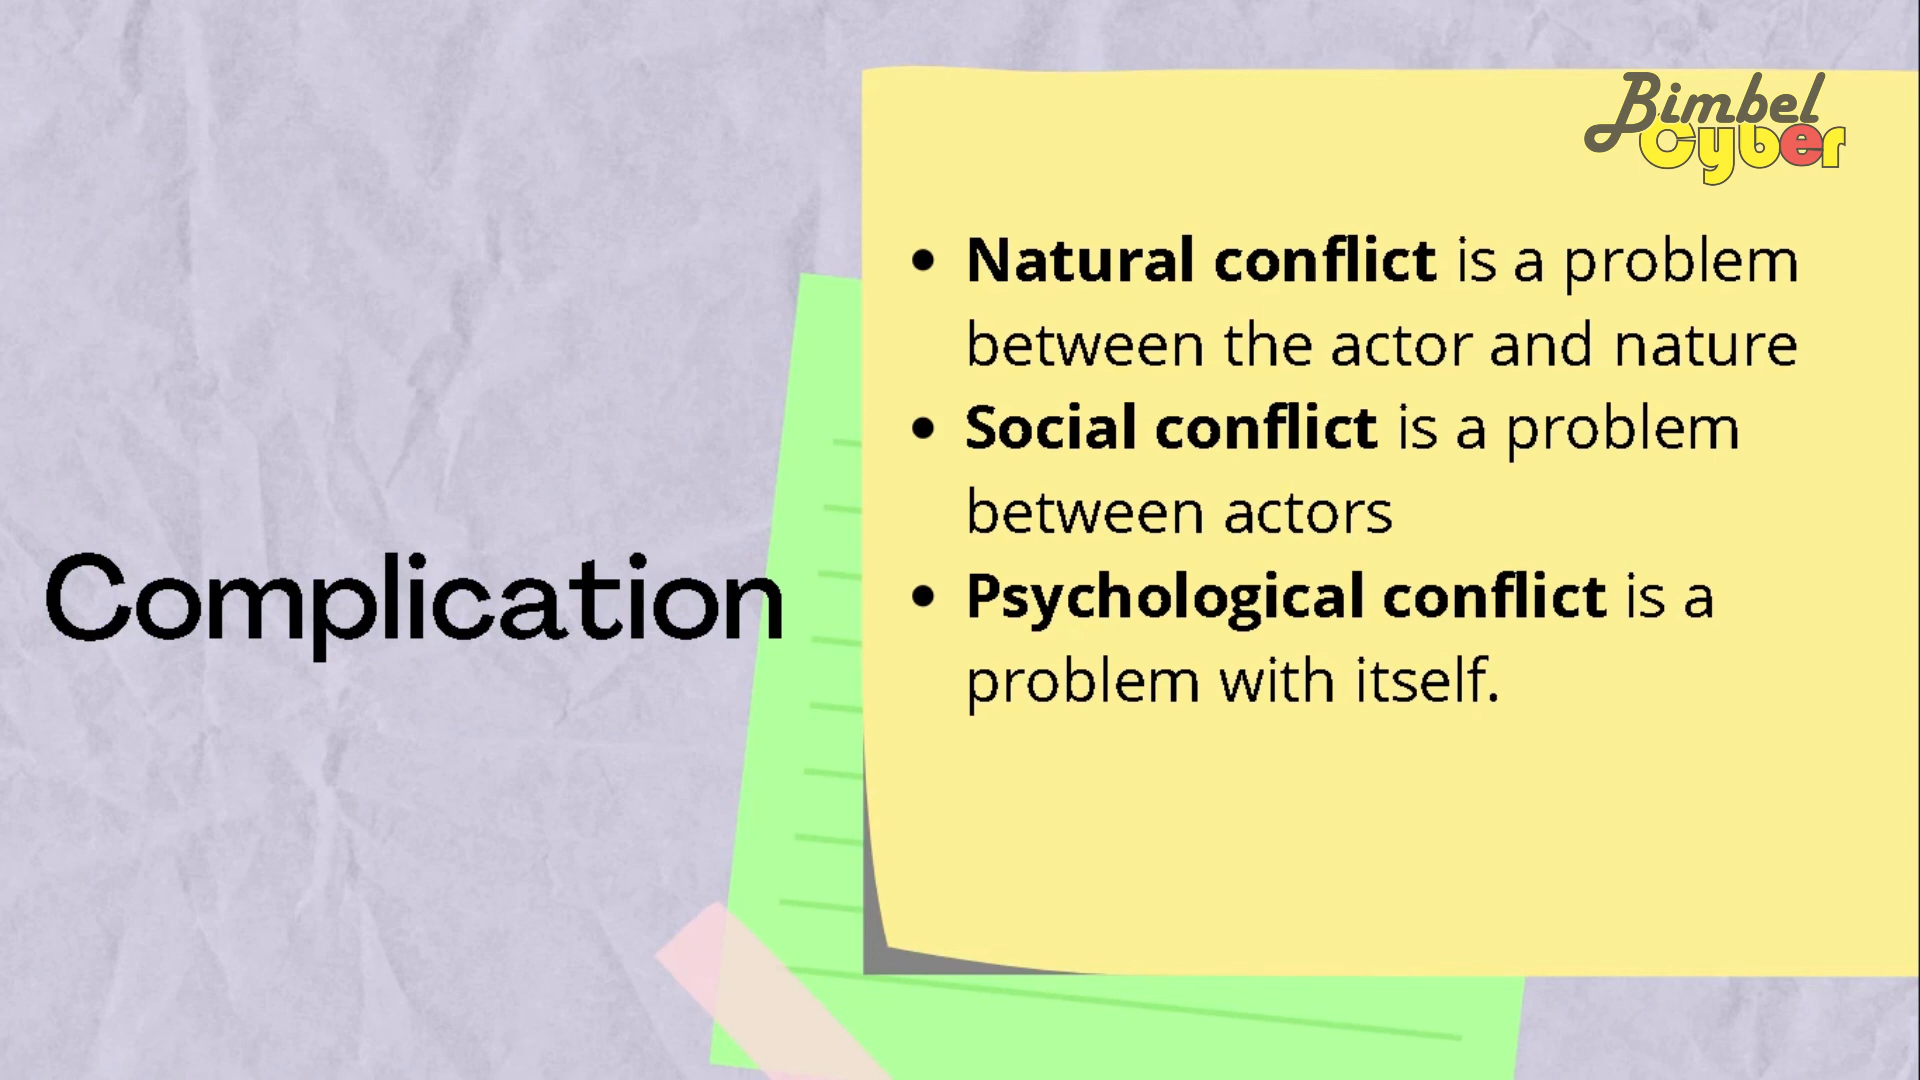 Bimbel
Cyber
Complication
• Natural conflict is a problem
between the actor and nature
• Social conflict is a problem
between actors
• Psychological conflict is a
problem with itself.